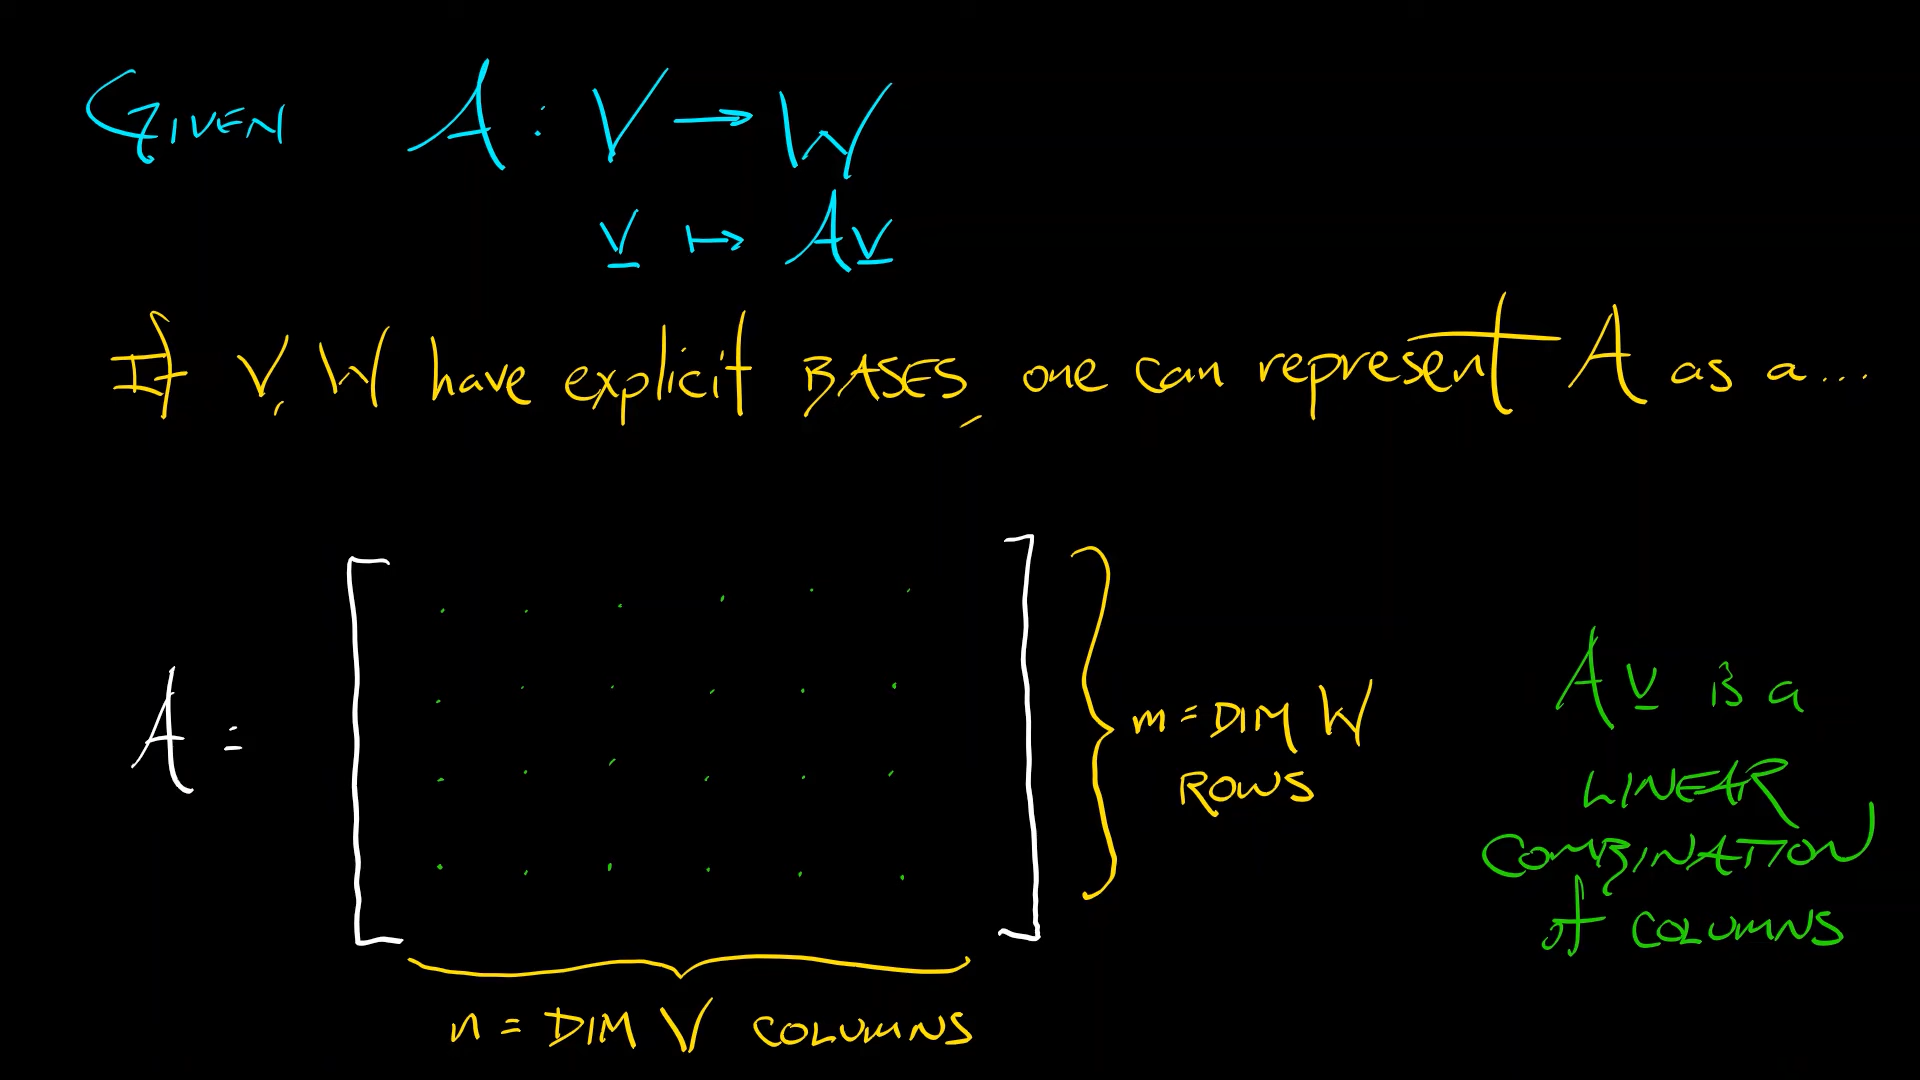 GIVEN A : V → W
v ↦ Av
If V, W have explicit BASES, one can represent A as a...
A =
m = DIM W
ROWS
n = DIM V COLUMNS
Av is a
LINEAR
COMBINATION
of COLUMNS